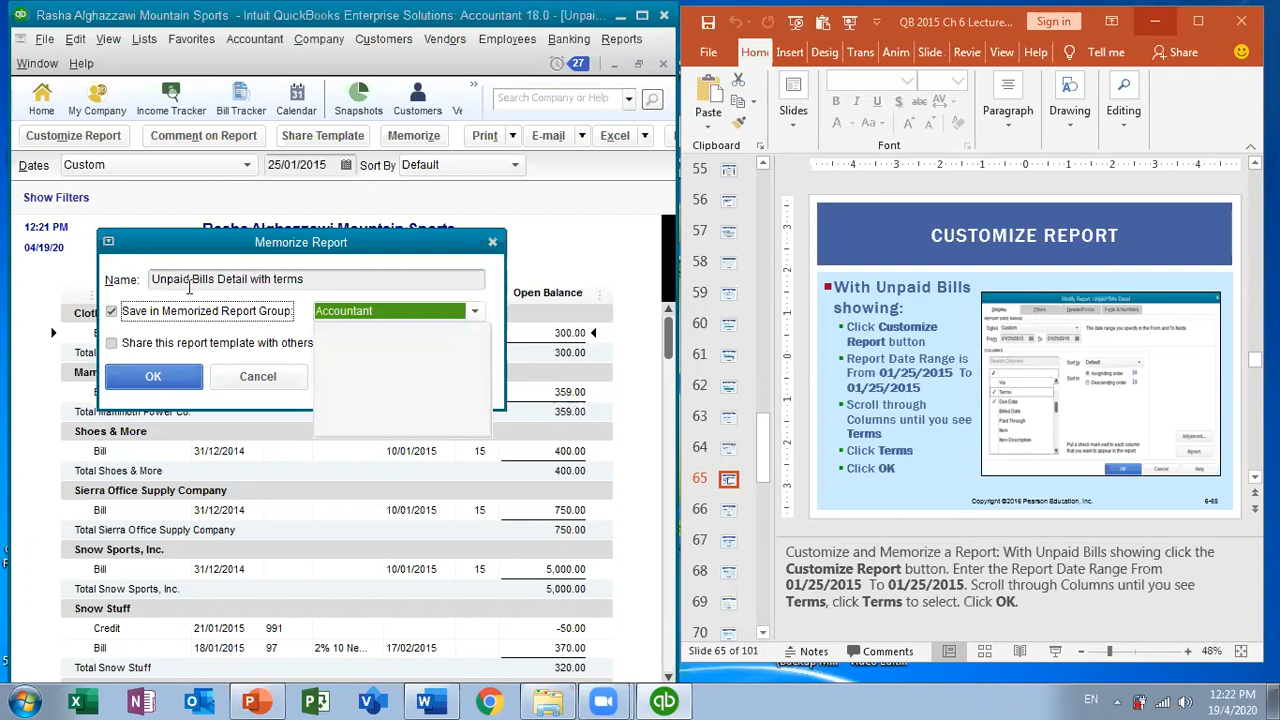 Rasha Alghazzawi Mountain Sports - Intuit QuickBooks Enterprise Solutions: Accountant 18.0 - [Unpai...
File Edit View Lists Favorites Accountant Company Customers Vendors Employees Banking Reports
Window Help 27
Home My Company Income Tracker Bill Tracker Calendar Snapshots Customers
Search Company or Help
Customize Report Comment on Report Share Template Memorize Print E-mail Excel
Dates Custom 25/01/2015 Sort By Default
Show Filters
12:21 PM
04/19/20
Memorize Report
Name: Unpaid Bills Detail with terms
Save in Memorized Report Group: Accountant
Share this report template with others
OK Cancel
Open Balance
300.00
300.00
359.00
359.00
Shoes & More
Bill 31/12/2014 10/01/2015 15 400.00
Total Shoes & More 400.00
Sierra Office Supply Company
Bill 31/12/2014 10/01/2015 15 750.00
Total Sierra Office Supply Company 750.00
Snow Sports, Inc.
Bill 31/12/2014 10/01/2015 15 5,000.00
Total Snow Sports, Inc. 5,000.00
Snow Stuff
Credit 21/01/2015 991 -50.00
Bill 18/01/2015 97 2% 10 Ne... 17/02/2015 370.00
Total Snow Stuff 320.00
QB 2015 Ch 6 Lecture... Sign in
File Home Insert Desig Trans Anim Slide Revie View Help Tell me Share
Paste Slides Paragraph Drawing Editing
Clipboard Font
55
56
57
58
59
60
61
62
63
64
65
66
67
68
69
70
CUSTOMIZE REPORT
With Unpaid Bills
showing:
Click Customize
Report button
Report Date Range is
From 01/25/2015 To
01/25/2015
Scroll through
Columns until you see
Terms
Click Terms
Click OK
Copyright ©2016 Pearson Education, Inc. 6-65
Customize and Memorize a Report: With Unpaid Bills showing click the
Customize Report button. Enter the Report Date Range From
01/25/2015 To 01/25/2015. Scroll through Columns until you see
Terms, click Terms to select. Click OK.
Slide 65 of 101 Notes Comments 48%
EN 12:22 PM
19/4/2020